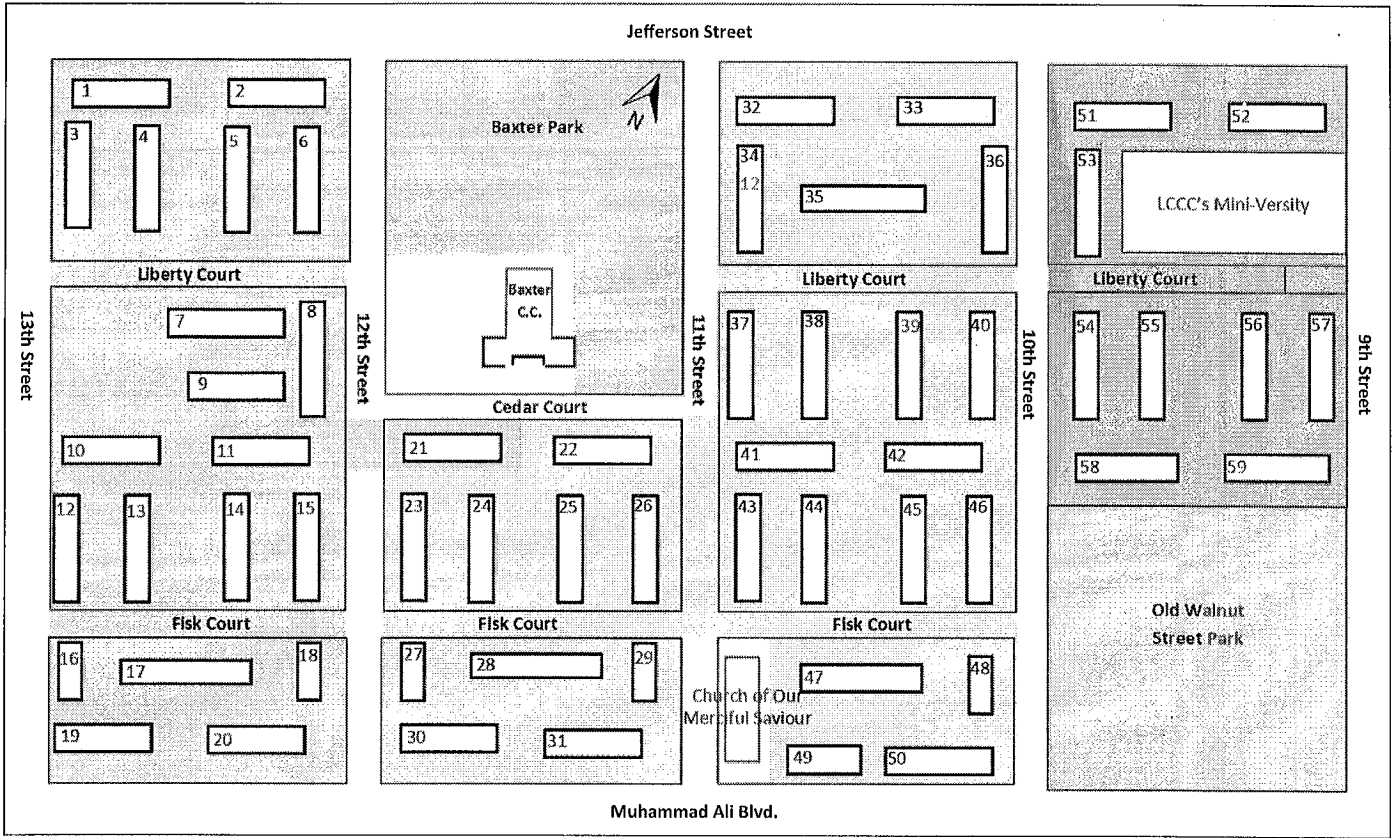 Jefferson Street
1
2
3
4
5
6
Liberty Court
Baxter Park
N
Baxter
C.C.
32
33
34
12
35
36
Liberty Court
51
52
53
LCCC's Mini-Versity
Liberty Court
13th Street
7
8
9
10
11
12
13
14
15
12th Street
Cedar Court
21
22
23
24
25
26
11th Street
37
38
39
40
41
42
43
44
45
46
10th Street
54
55
56
57
58
59
9th Street
Fisk Court
Fisk Court
Fisk Court
16
17
18
19
20
27
28
29
30
31
Church of Our
Merciful Saviour
47
48
49
50
Old Walnut
Street Park
Muhammad Ali Blvd.